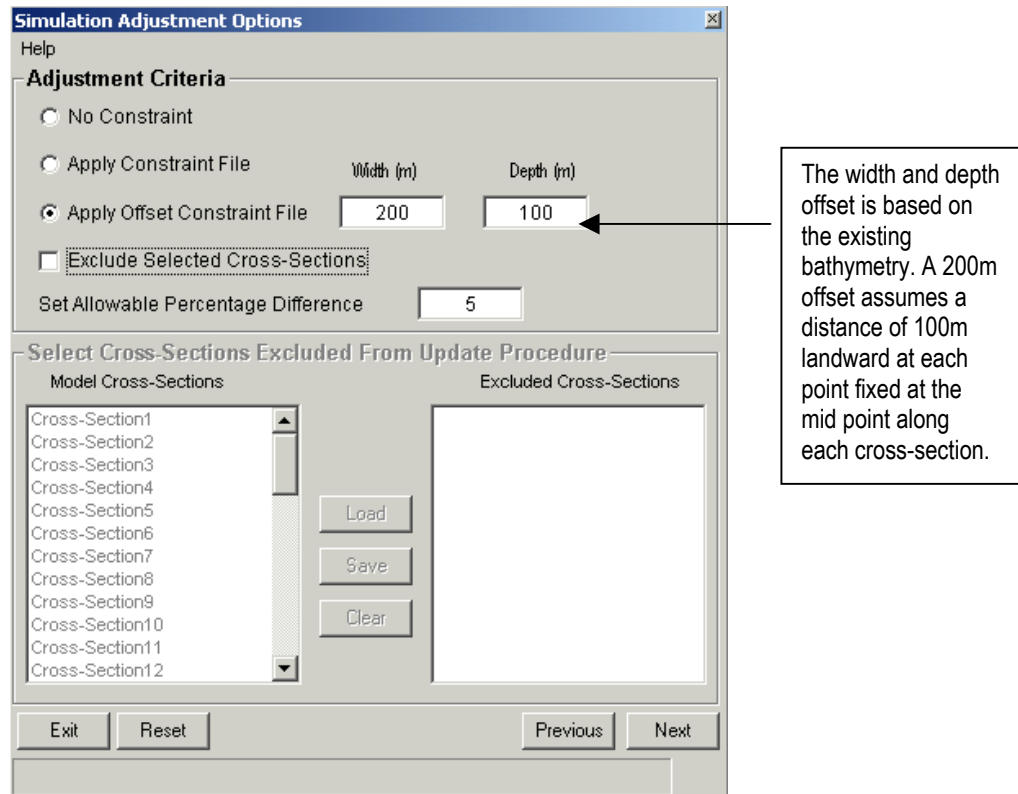 Simulation Adjustment Options
Help
Adjustment Criteria
No Constraint
Apply Constraint File
Width (m)
Depth (m)
Apply Offset Constraint File
200
100
Exclude Selected Cross-Sections
Set Allowable Percentage Difference
5
Select Cross-Sections Excluded From Update Procedure
Model Cross-Sections
Excluded Cross-Sections
Cross-Section1
Cross-Section2
Cross-Section3
Cross-Section4
Cross-Section5
Cross-Section6
Cross-Section7
Cross-Section8
Cross-Section9
Cross-Section10
Cross-Section11
Cross-Section12
Load
Save
Clear
Exit
Reset
Previous
Next
The width and depth
offset is based on
the existing
bathymetry. A 200m
offset assumes a
distance of 100m
landward at each
point fixed at the
mid point along
each cross-section.